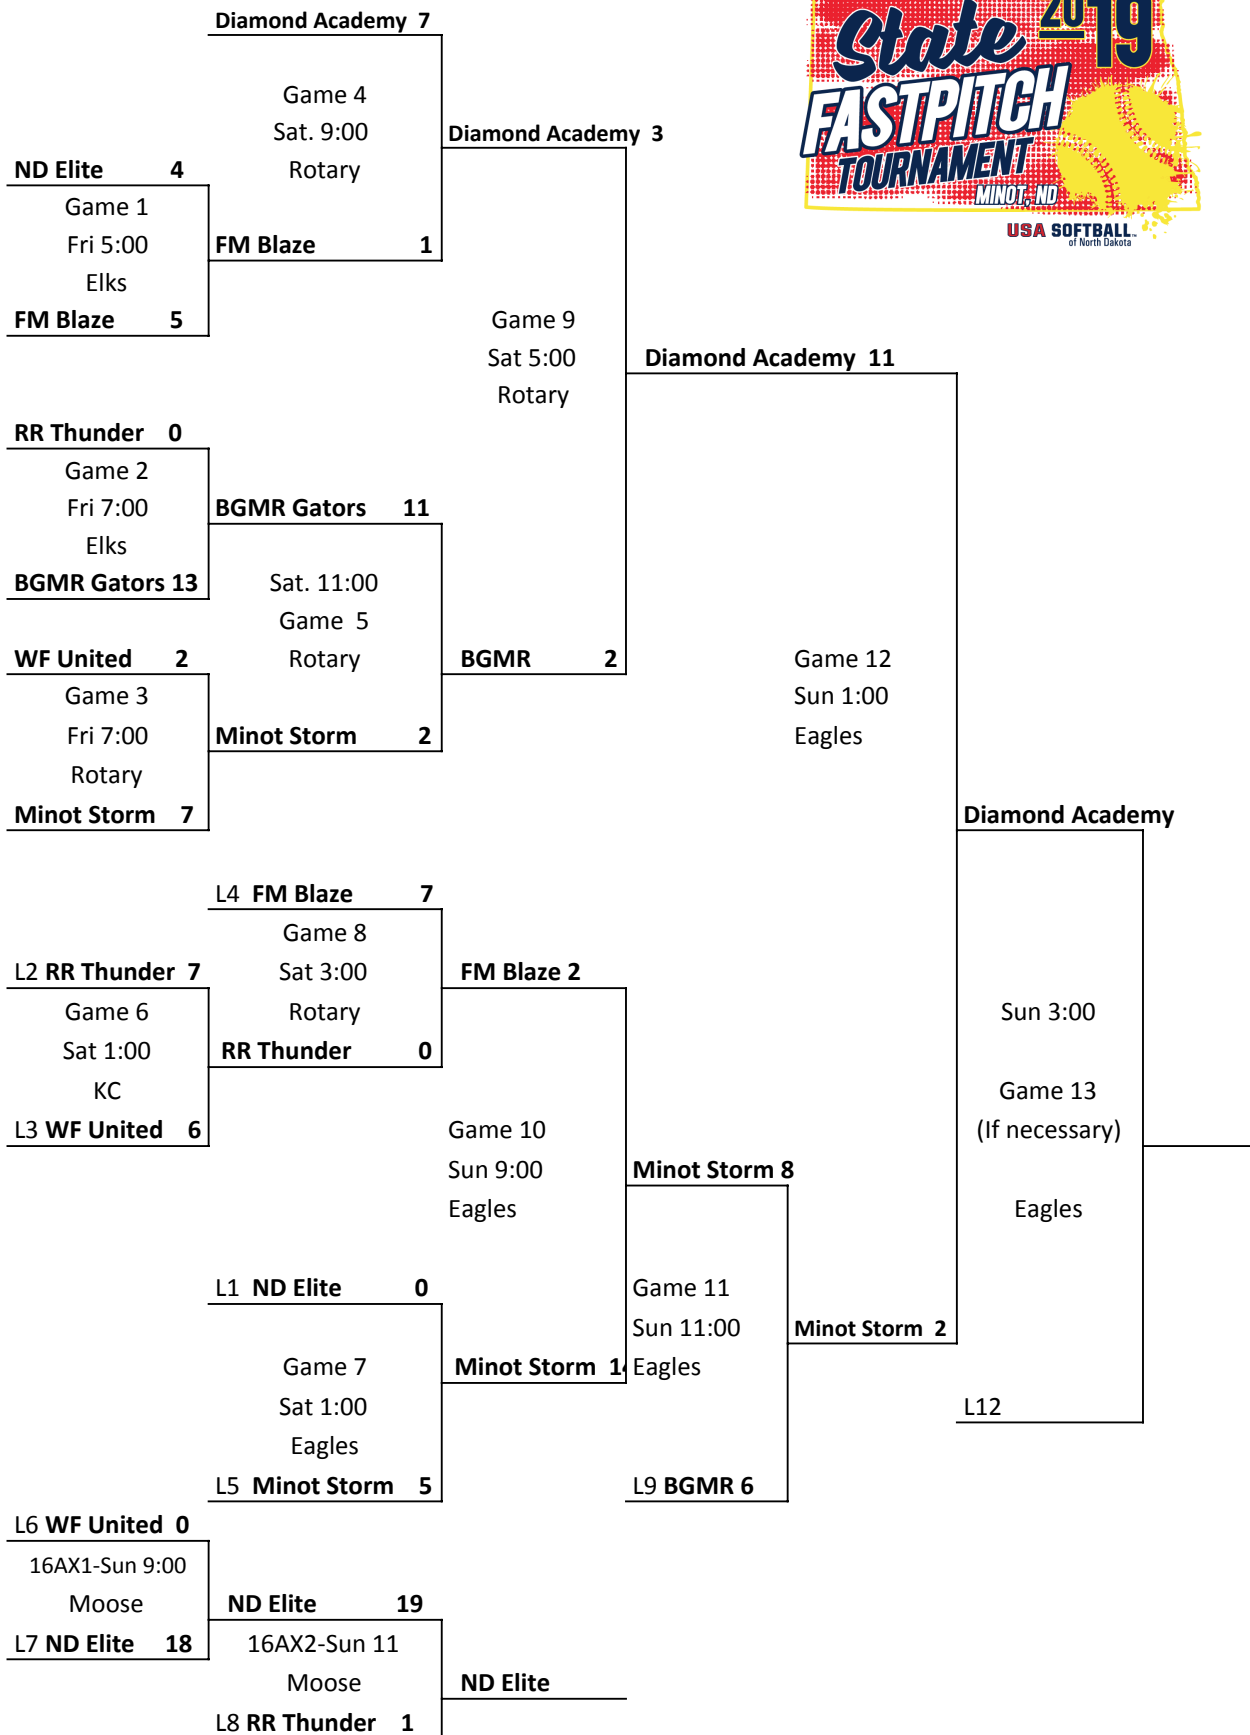 Diamond Academy 7
State 2019
FASTPITCH
TOURNAMENT
MINOT, ND
USA SOFTBALL
of North Dakota
Game 4
Sat. 9:00
Rotary
Diamond Academy 3
ND Elite 4
Game 1
Fri 5:00
Elks
FM Blaze 1
FM Blaze 5
Game 9
Sat 5:00
Rotary
Diamond Academy 11
RR Thunder 0
Game 2
Fri 7:00
Elks
BGMR Gators 11
BGMR Gators 13
Sat. 11:00
Game 5
Rotary
WF United 2
BGMR 2
Game 12
Sun 1:00
Eagles
Game 3
Fri 7:00
Rotary
Minot Storm 2
Minot Storm 7
Diamond Academy
L4 FM Blaze 7
Game 8
Sat 3:00
Rotary
L2 RR Thunder 7
FM Blaze 2
Game 6
Sat 1:00
KC
RR Thunder 0
Sun 3:00
Game 13
(If necessary)
Eagles
L3 WF United 6
Game 10
Sun 9:00
Eagles
Minot Storm 8
L1 ND Elite 0
Game 11
Sun 11:00
Eagles
Minot Storm 2
Game 7
Sat 1:00
Eagles
Minot Storm 14
L12
L5 Minot Storm 5
L9 BGMR 6
L6 WF United 0
16AX1-Sun 9:00
Moose
ND Elite 19
L7 ND Elite 18
16AX2-Sun 11
Moose
ND Elite
L8 RR Thunder 1